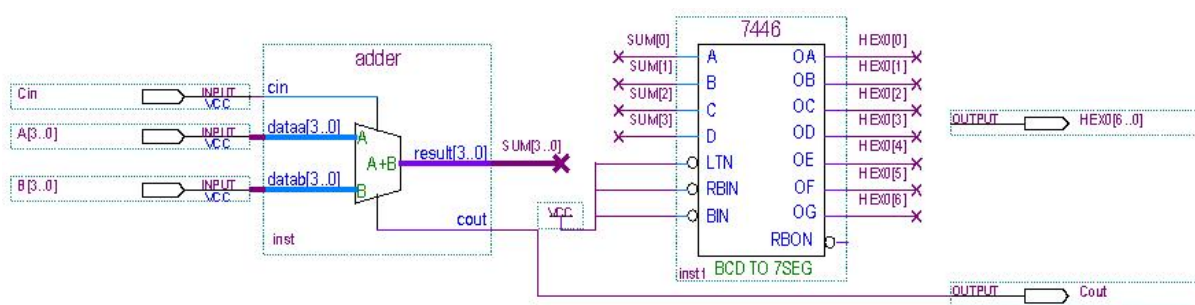 adder
cin
Cin
INPUT
VCC
A[3..0]
INPUT
VCC
dataa[3..0]
A
A+B
result[3..0]
SUM[3..0]
B[3..0]
INPUT
VCC
datab[3..0]
B
cout
inst
VCC
7446
SUM[0]
A
OA
HEX0[0]
SUM[1]
B
OB
HEX0[1]
SUM[2]
C
OC
HEX0[2]
SUM[3]
D
OD
HEX0[3]
LTN
OE
HEX0[4]
RBIN
OF
HEX0[5]
BIN
OG
HEX0[6]
RBON
inst1
BCD TO 7SEG
OUTPUT
HEX0[6..0]
OUTPUT
Cout